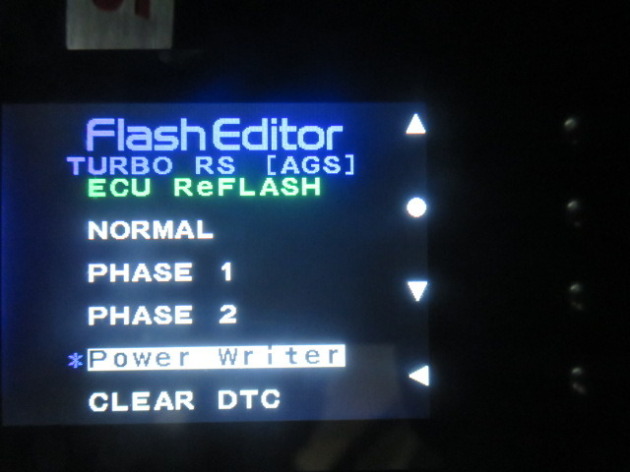 Flash Editor
TURBO RS [AGS]
ECU ReFLASH
NORMAL
PHASE 1
PHASE 2
*Power Writer
CLEAR DTC